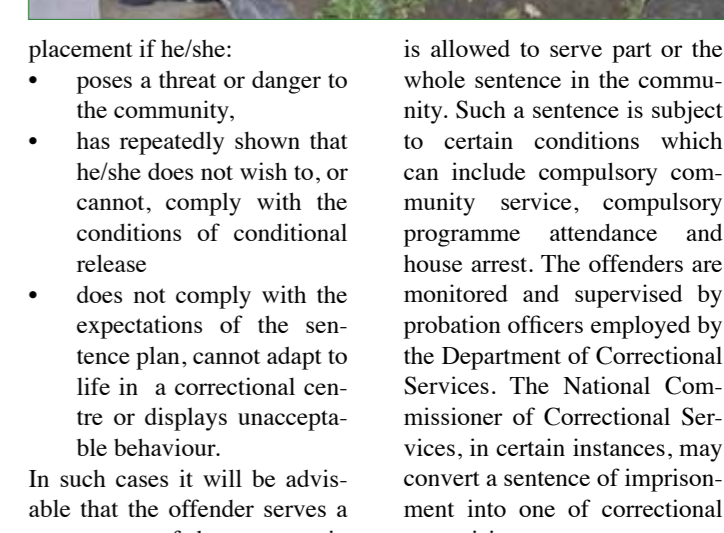 placement if he/she:
• poses a threat or danger to
the community,
• has repeatedly shown that
he/she does not wish to, or
cannot, comply with the
conditions of conditional
release
• does not comply with the
expectations of the sen-
tence plan, cannot adapt to
life in a correctional cen-
tre or displays unaccepta-
ble behaviour.
In such cases it will be advis-
able that the offender serves a
is allowed to serve part or the
whole sentence in the commu-
nity. Such a sentence is subject
to certain conditions which
can include compulsory com-
munity service, compulsory
programme attendance and
house arrest. The offenders are
monitored and supervised by
probation officers employed by
the Department of Correctional
Services. The National Com-
missioner of Correctional Ser-
vices, in certain instances, may
convert a sentence of imprison-
ment into one of correctional